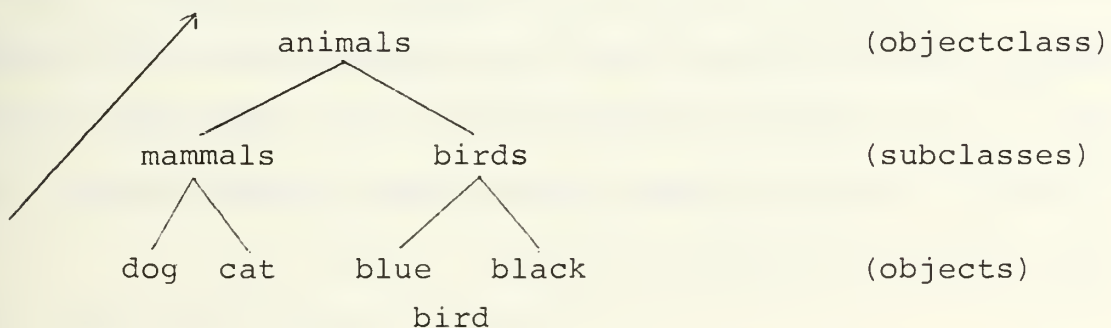 animals (objectclass)
mammals birds (subclasses)
dog cat blue black (objects)
bird